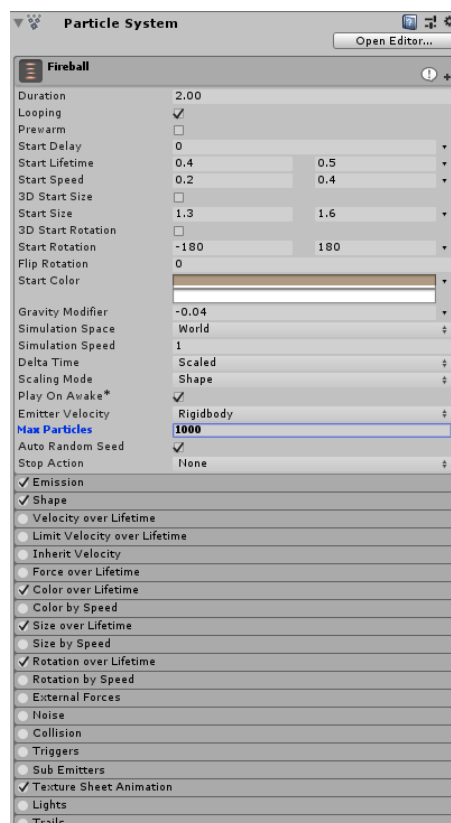 Particle System
Open Editor...
Fireball
Duration 2.00
Looping
Prewarm
Start Delay 0
Start Lifetime 0.4 0.5
Start Speed 0.2 0.4
3D Start Size
Start Size 1.3 1.6
3D Start Rotation
Start Rotation -180 180
Flip Rotation 0
Start Color
Gravity Modifier -0.04
Simulation Space World
Simulation Speed 1
Delta Time Scaled
Scaling Mode Shape
Play On Awake*
Emitter Velocity Rigidbody
Max Particles 1000
Auto Random Seed
Stop Action None
Emission
Shape
Velocity over Lifetime
Limit Velocity over Lifetime
Inherit Velocity
Force over Lifetime
Color over Lifetime
Color by Speed
Size over Lifetime
Size by Speed
Rotation over Lifetime
Rotation by Speed
External Forces
Noise
Collision
Triggers
Sub Emitters
Texture Sheet Animation
Lights
Trails